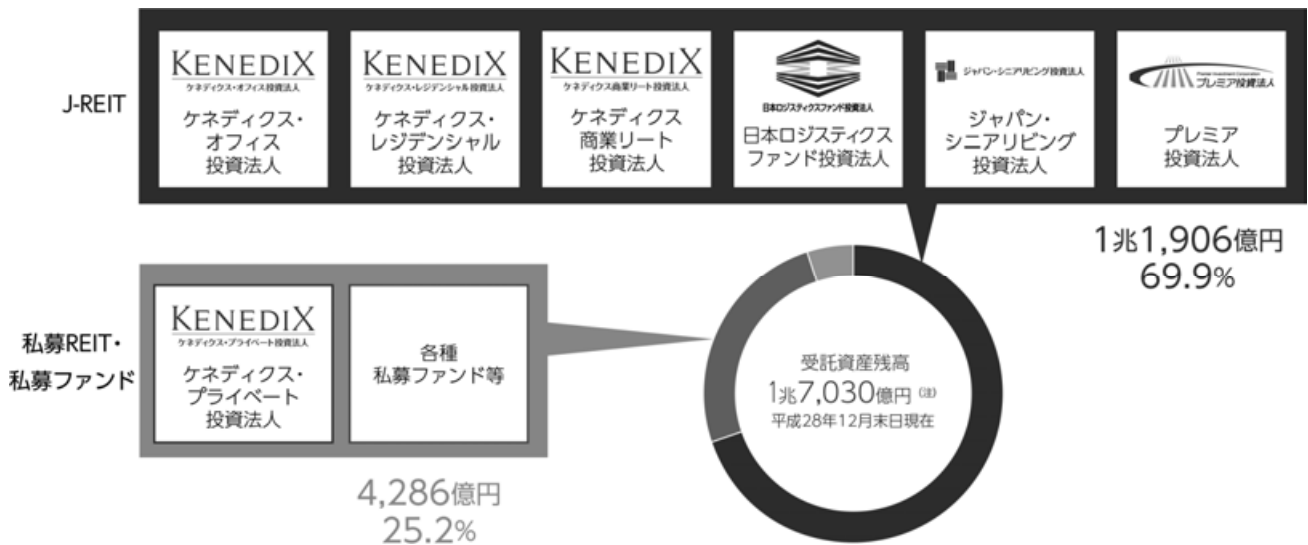 J-REIT
KENEDIX
ケネディクス・オフィス投資法人
ケネディクス・
オフィス
投資法人
KENEDIX
ケネディクス・レジデンシャル投資法人
ケネディクス・
レジデンシャル
投資法人
KENEDIX
ケネディクス商業リート投資法人
ケネディクス
商業リート
投資法人
日本ロジスティクスファンド投資法人
日本ロジスティクス
ファンド投資法人
ジャパン・シニアリビング投資法人
ジャパン・
シニアリビング
投資法人
Premier Investment Corporation
プレミア投資法人
プレミア
投資法人
1兆1,906億円
69.9%
私募REIT・
私募ファンド
KENEDIX
ケネディクス・プライベート投資法人
ケネディクス・
プライベート
投資法人
各種
私募ファンド等
4,286億円
25.2%
受託資産残高
1兆7,030億円(注)
平成28年12月末日現在